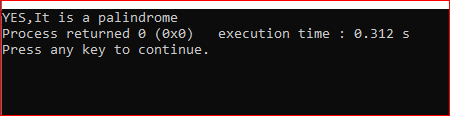 YES,It is a palindrome
Process returned 0 (0x0)   execution time : 0.312 s
Press any key to continue.